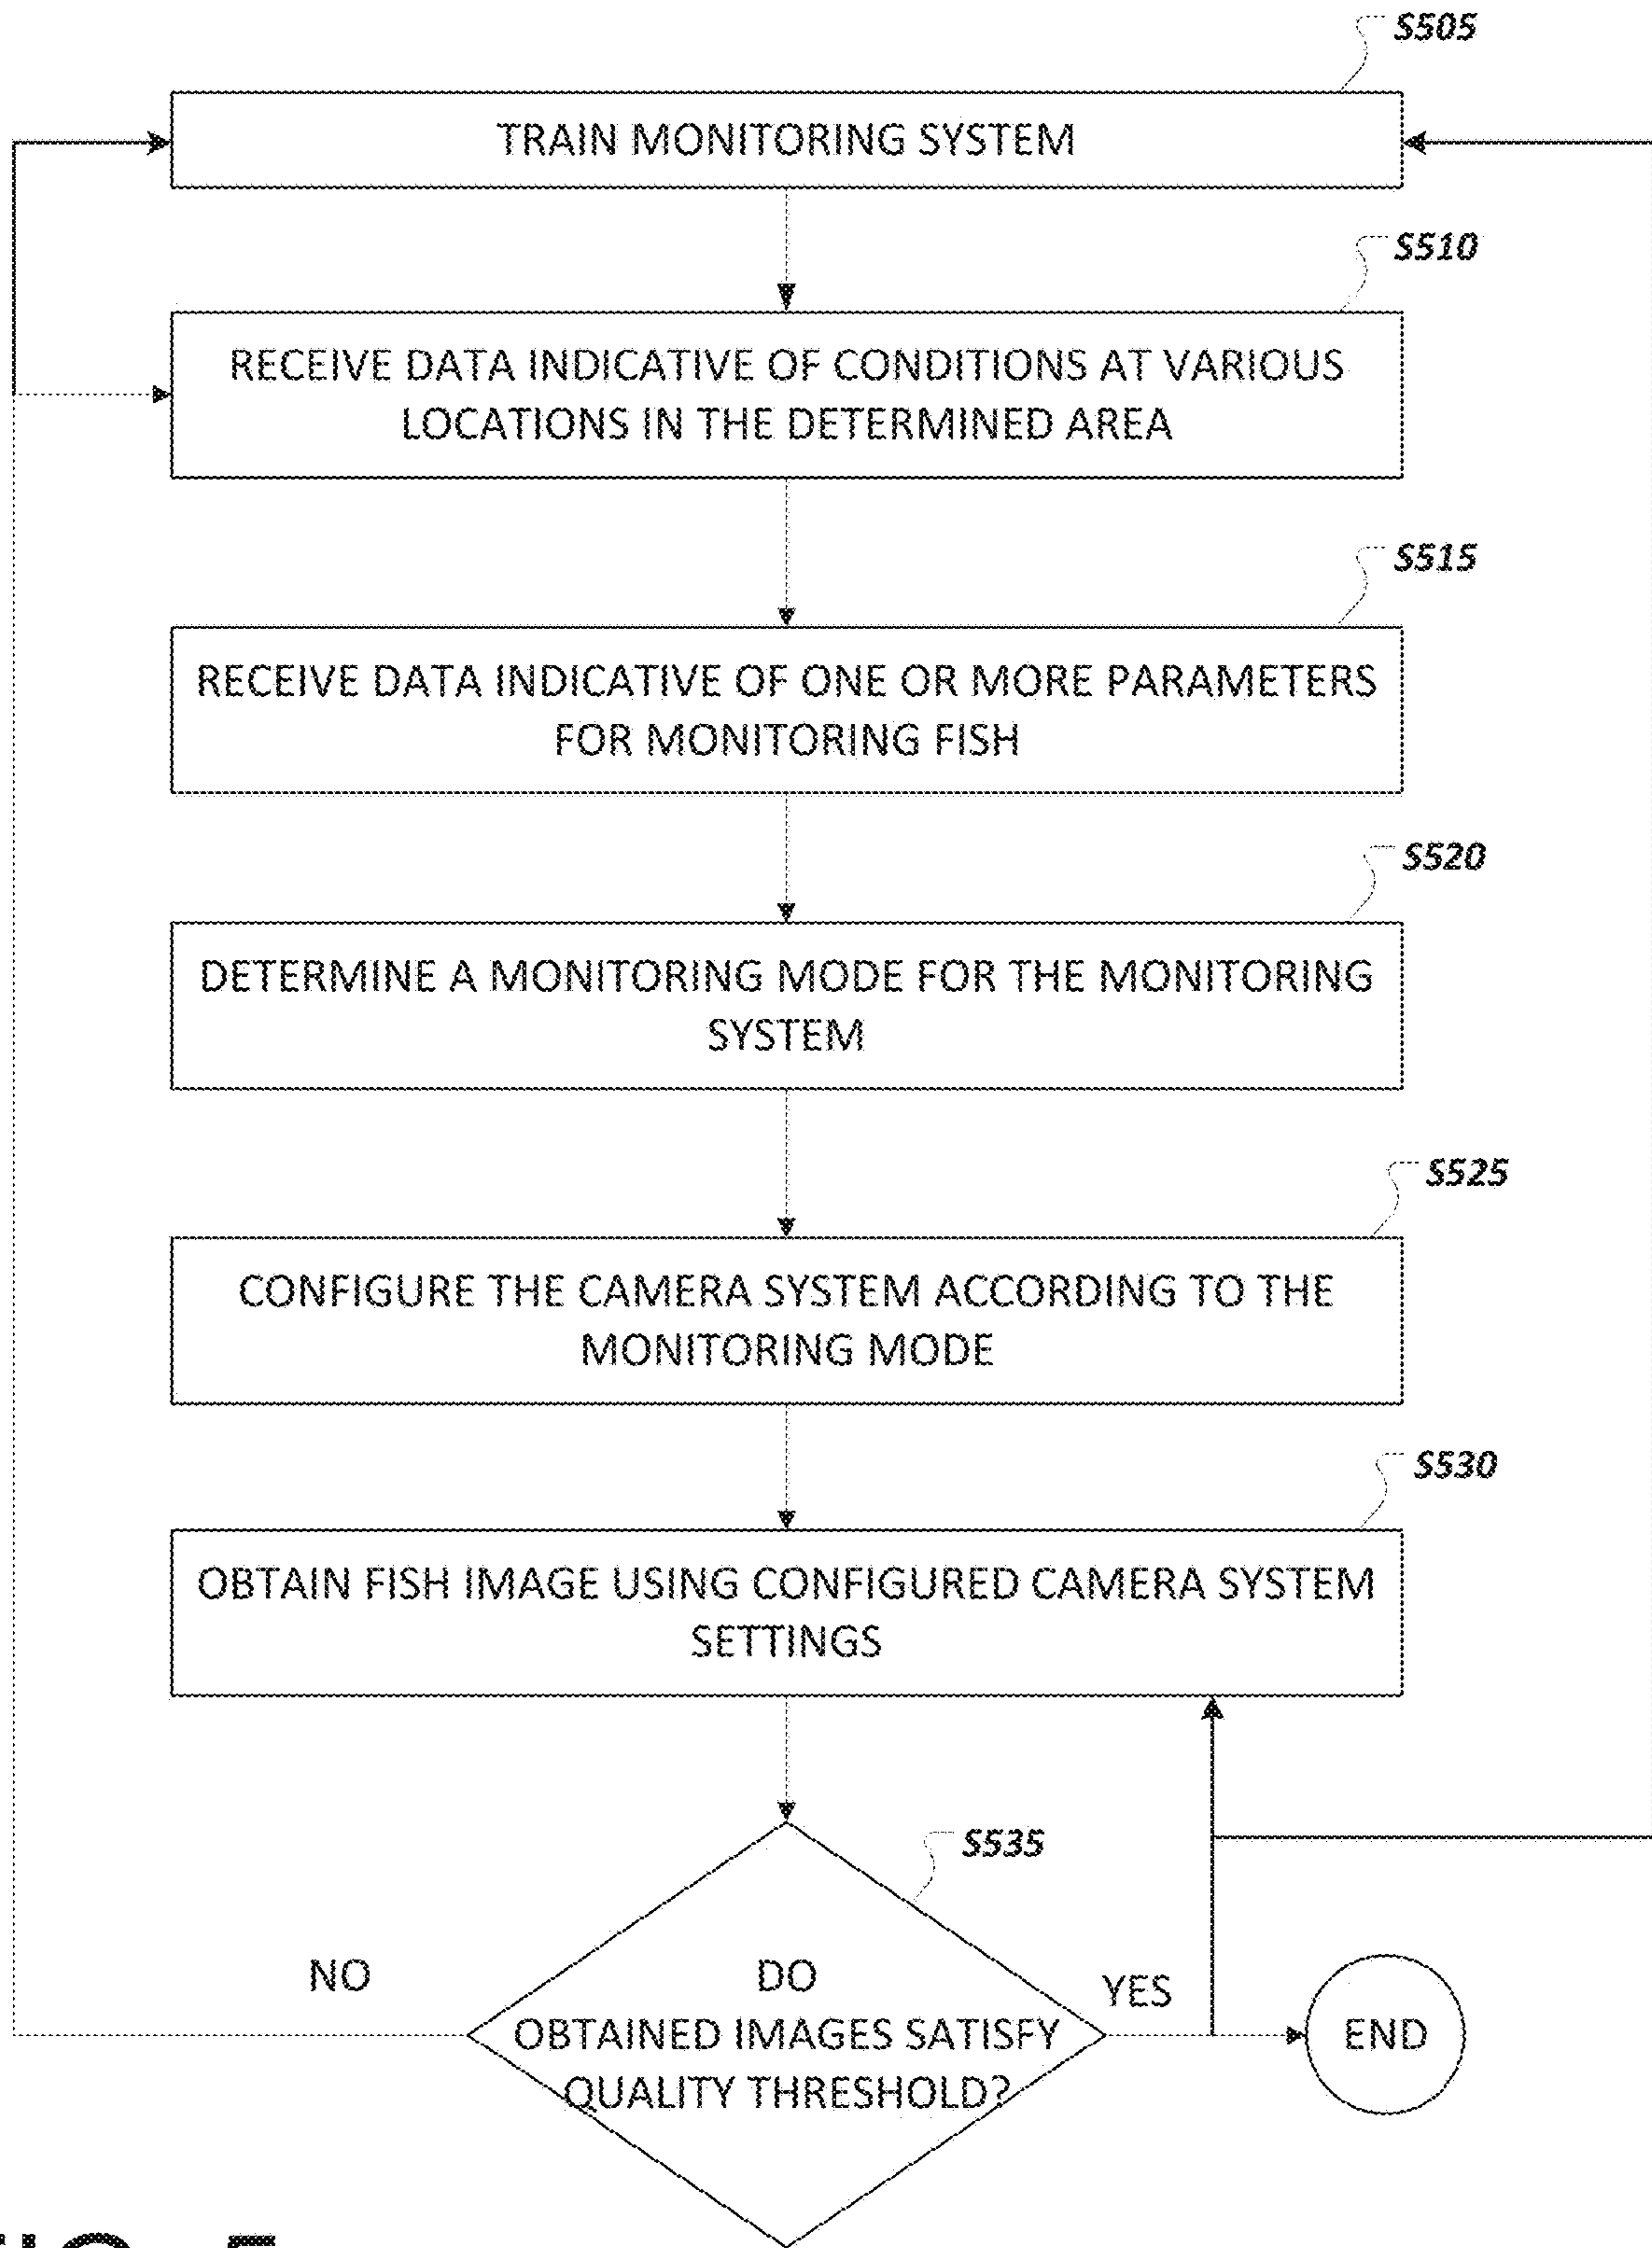 S505
TRAIN MONITORING SYSTEM
S510
RECEIVE DATA INDICATIVE OF CONDITIONS AT VARIOUS
LOCATIONS IN THE DETERMINED AREA
S515
RECEIVE DATA INDICATIVE OF ONE OR MORE PARAMETERS
FOR MONITORING FISH
S520
DETERMINE A MONITORING MODE FOR THE MONITORING
SYSTEM
S525
CONFIGURE THE CAMERA SYSTEM ACCORDING TO THE
MONITORING MODE
S530
OBTAIN FISH IMAGE USING CONFIGURED CAMERA SYSTEM
SETTINGS
S535
NO
DO
OBTAINED IMAGES SATISFY
QUALITY THRESHOLD?
YES
END